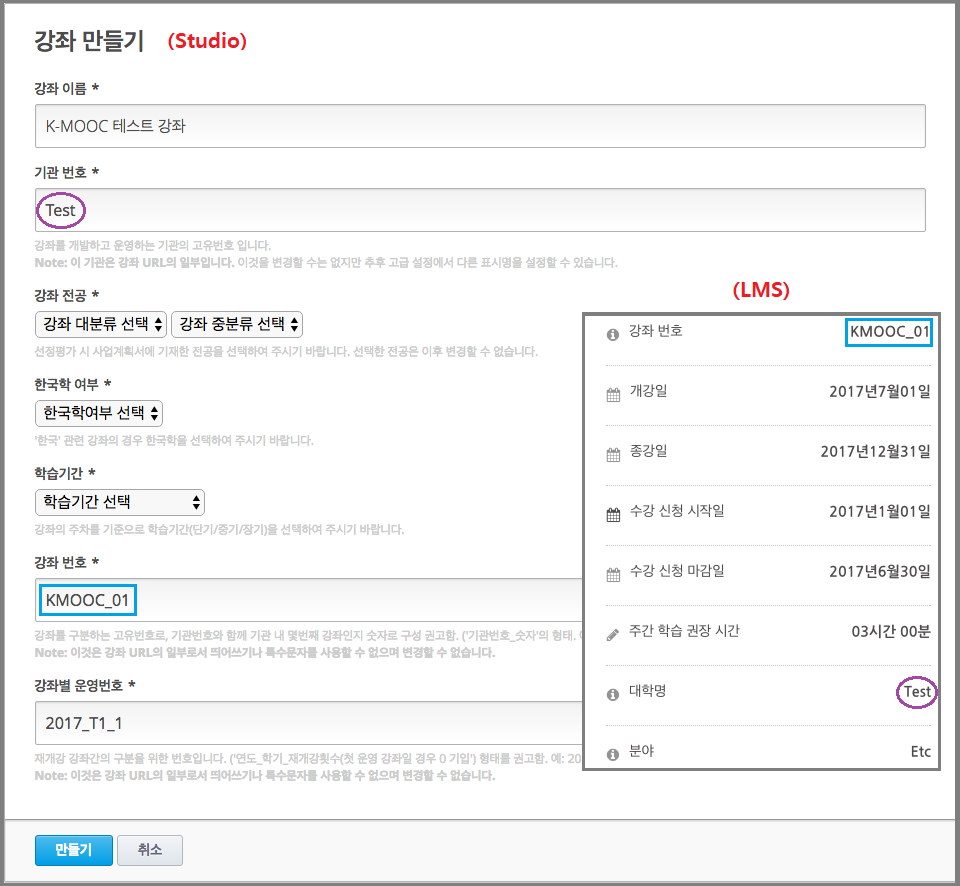 강좌 만들기 (Studio)
강좌 이름 *
K-MOOC 테스트 강좌
기관 번호 *
Test
강좌를 개발하고 운영하는 기관의 고유번호 입니다.
Note: 이 기관은 강좌 URL의 일부입니다. 이것을 변경할 수는 없지만 추후 고급 설정에서 다른 표시명을 설정할 수 있습니다.
강좌 전공 *
강좌 대분류 선택 강좌 중분류 선택
선정평가 시 사업계획서에 기재한 전공을 선택하여 주시기 바랍니다. 선택한 전공은 이후 변경할 수 없습니다.
한국학 여부 *
한국학여부 선택
'한국' 관련 강좌의 경우 한국학을 선택하여 주시기 바랍니다.
학습기간 *
학습기간 선택
강좌의 주차를 기준으로 학습기간(단기/중기/장기)을 선택하여 주시기 바랍니다.
강좌 번호 *
KMOOC_01
강좌를 구분하는 고유번호로, 기관번호와 함께 기관 내 몇번째 강좌인지 숫자로 구성 권고함. ('기관번호_숫자'의 형태.
Note: 이것은 강좌 URL의 일부로서 띄어쓰기나 특수문자를 사용할 수 없으며 변경할 수 없습니다.
강좌별 운영번호 *
2017_T1_1
재개강 강좌간의 구분을 위한 번호입니다. ('연도_학기_재개강횟수(첫 운영 강좌일 경우 0 기입') 형태를 권고함. 예: 20
Note: 이것은 강좌 URL의 일부로서 띄어쓰기나 특수문자를 사용할 수 없으며 변경할 수 없습니다.
만들기 취소
(LMS)
강좌 번호 KMOOC_01
개강일 2017년7월01일
종강일 2017년12월31일
수강 신청 시작일 2017년1월01일
수강 신청 마감일 2017년6월30일
주간 학습 권장 시간 03시간 00분
대학명 Test
분야 Etc